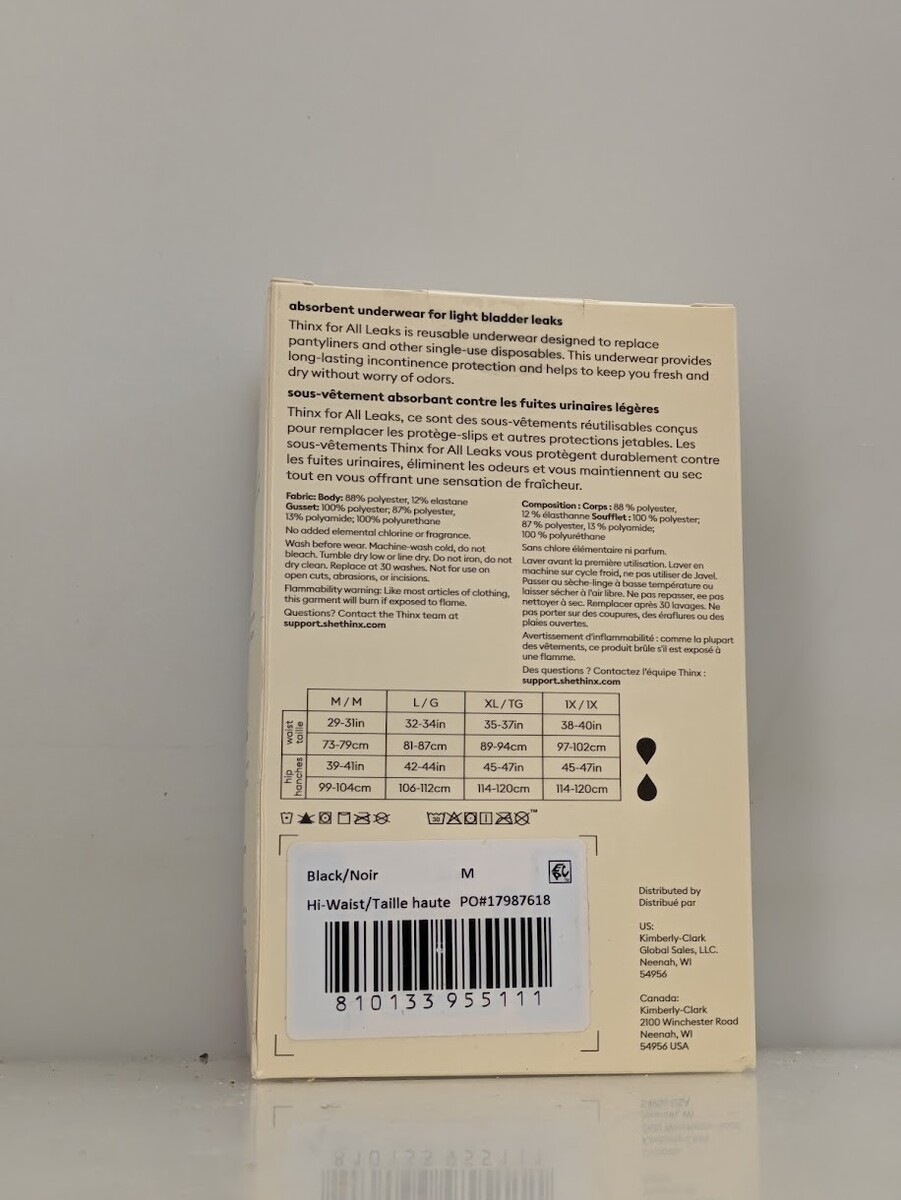 absorbent underwear for light bladder leaks
Thinx for All Leaks is reusable underwear designed to replace
pantyliners and other single-use disposables. This underwear provides
long-lasting incontinence protection and helps to keep you fresh and
dry without worry of odors.
sous-vêtement absorbant contre les fuites urinaires légères
Thinx for All Leaks, ce sont des sous-vêtements réutilisables conçus
pour remplacer les protège-slips et autres protections jetables. Les
sous-vêtements Thinx for All Leaks vous protègent durablement contre
les fuites urinaires, éliminent les odeurs et vous maintiennent au sec
tout en vous offrant une sensation de fraîcheur.
Fabric: Body: 88% polyester, 12% elastane
Gusset: 100% polyester; 87% polyester,
13% polyamide; 100% polyurethane
No added elemental chlorine or fragrance.
Wash before wear. Machine-wash cold, do not
bleach. Tumble dry low or line dry. Do not iron, do not
dry clean. Replace at 30 washes. Not for use on
open cuts, abrasions, or incisions.
Flammability warning: Like most articles of clothing,
this garment will burn if exposed to flame.
Questions? Contact the Thinx team at
support.shethinx.com
Composition : Corps : 88 % polyester,
12 % élasthanne Soufflet : 100 % polyester;
87 % polyester, 13 % polyamide;
100 % polyuréthane
Sans chlore élémentaire ni parfum.
Laver avant la première utilisation. Laver en
machine sur cycle froid, ne pas utiliser de Javel.
Passer au sèche-linge à basse température ou
laisser sécher à l'air libre. Ne pas repasser, ee pas
nettoyer à sec. Remplacer après 30 lavages. Ne
pas porter sur des coupures, des éraflures ou des
plaies ouvertes.
Avertissement d'inflammabilité : comme la plupart
des vêtements, ce produit brûle s'il est exposé à
une flamme.
Des questions ? Contactez l'équipe Thinx :
support.shethinx.com
M / M L / G XL / TG 1X / 1X
waist taille
29-31in 32-34in 35-37in 38-40in
73-79cm 81-87cm 89-94cm 97-102cm
hip hanches
39-41in 42-44in 45-47in 45-47in
99-104cm 106-112cm 114-120cm 114-120cm
30 ™
Black/Noir M
Hi-Waist/Taille haute PO#17987618
810133 955111
Distributed by
Distribué par
US:
Kimberly-Clark
Global Sales, LLC.
Neenah, WI
54956
Canada:
Kimberly-Clark
2100 Winchester Road
Neenah, WI
54956 USA